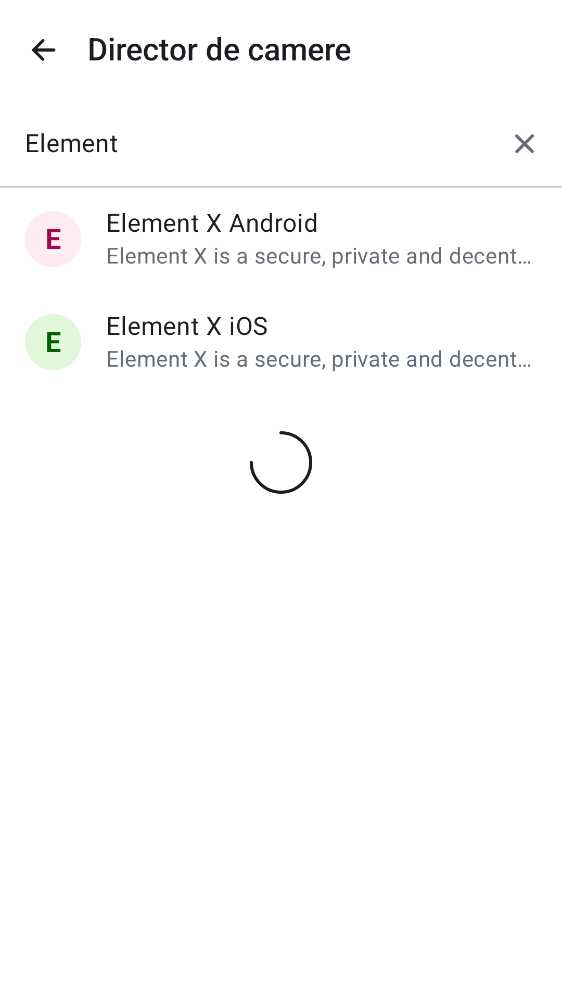 Director de camere
Element
E
Element X Android
Element X is a secure, private and decent…
E
Element X iOS
Element X is a secure, private and decent…